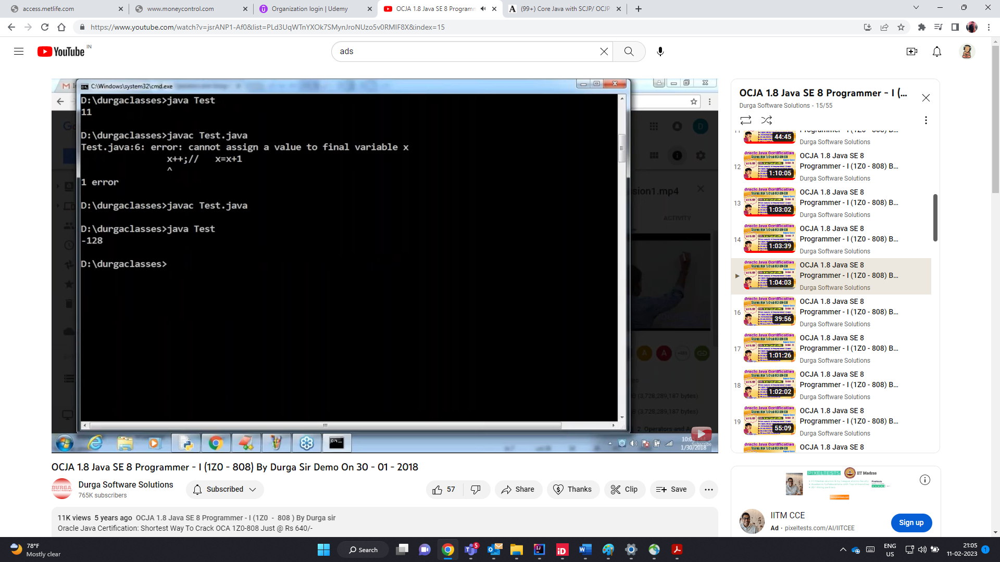 access.metlife.com
www.moneycontrol.com
Organization login | Udemy
OCJA 1.8 Java SE 8 Programm
(99+) Core Java with SCJP/ OCJP
https://www.youtube.com/watch?v=jsrANP1-Af0&list=PLd3UqWTnYXOk7SMynJroNUzo5v0RMIF8X&index=15
YouTube IN
ads
C:\Windows\system32\cmd.exe
D:\durgaclasses>java Test
11
D:\durgaclasses>javac Test.java
Test.java:6: error: cannot assign a value to final variable x
x++;// x=x+1
^
1 error
D:\durgaclasses>javac Test.java
D:\durgaclasses>java Test
-128
D:\durgaclasses>
sion1.mp4
ACTIVITY
(3,728,289,187 bytes)
(3,728,289,187 bytes)
2. Operators and A
Subscribe
1/30/2018
OCJA 1.8 Java SE 8 Programmer - I (1Z0 - 808) By Durga Sir Demo On 30 - 01 - 2018
DURGA
Durga Software Solutions
765K subscribers
Subscribed
57
Share
Thanks
Clip
Save
11K views 5 years ago OCJA 1.8 Java SE 8 Programmer - I (1Z0 - 808 ) By Durga sir
Oracle Java Certification: Shortest Way To Crack OCA 1Z0-808 Just @ Rs 640/-
OCJA 1.8 Java SE 8 Programmer - I (...
Durga Software Solutions - 15/55
44:45
Durga Software Solutions
12
1:10:05
OCJA 1.8 Java SE 8
Programmer - I (1Z0 - 808) B...
Durga Software Solutions
13
1:03:02
OCJA 1.8 Java SE 8
Programmer - I (1Z0 - 808) B...
Durga Software Solutions
14
1:03:39
OCJA 1.8 Java SE 8
Programmer - I (1Z0 - 808) B...
Durga Software Solutions
1:04:03
OCJA 1.8 Java SE 8
Programmer - I (1Z0 - 808) B...
Durga Software Solutions
16
39:56
OCJA 1.8 Java SE 8
Programmer - I (1Z0 - 808) B...
Durga Software Solutions
17
1:01:26
OCJA 1.8 Java SE 8
Programmer - I (1Z0 - 808) B...
Durga Software Solutions
18
1:02:02
OCJA 1.8 Java SE 8
Programmer - I (1Z0 - 808) B...
Durga Software Solutions
19
55:09
OCJA 1.8 Java SE 8
Programmer - I (1Z0 - 808) B...
Durga Software Solutions
OCJA 1.8 Java SE 8
PIXELTESTS
IIT Madras
IITM CCE
Ad · pixeltests.com/AI/IITCEE
Sign up
78°F
Mostly clear
Search
5
ENG
US
21:05
11-02-2023
1